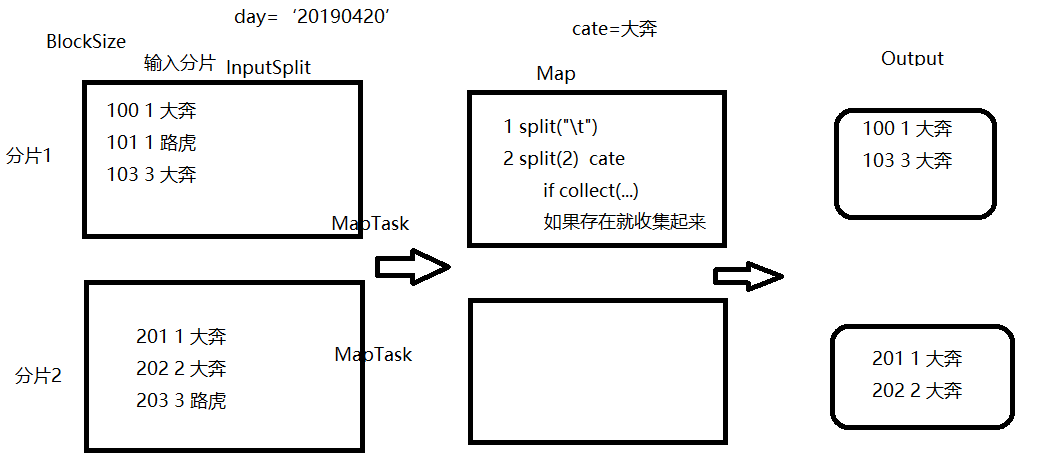 day=‘20190420’
cate=大奔
BlockSize
输入分片 InputSplit
Map
Output
分片1
100 1 大奔
101 1 路虎
103 3 大奔
MapTask
1 split("\t")
2 split(2) cate
if collect(...)
如果存在就收集起来
100 1 大奔
103 3 大奔
分片2
201 1 大奔
202 2 大奔
203 3 路虎
MapTask
201 1 大奔
202 2 大奔